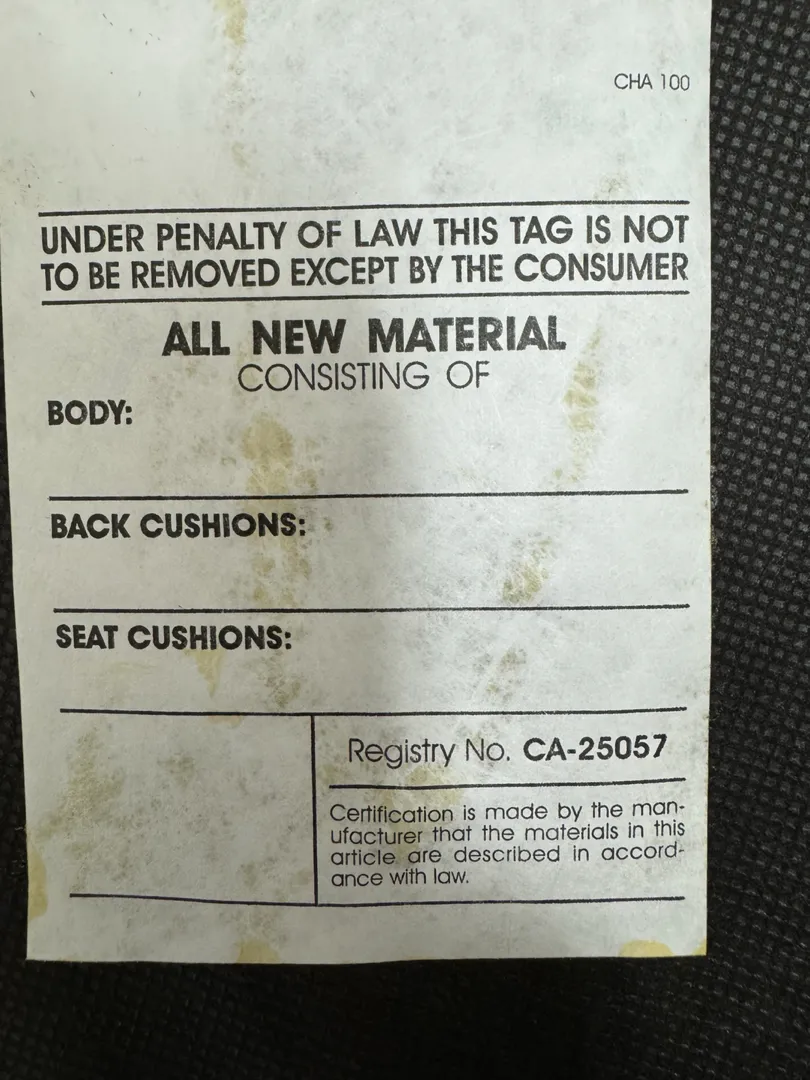 CHA 100
UNDER PENALTY OF LAW THIS TAG IS NOT
TO BE REMOVED EXCEPT BY THE CONSUMER
ALL NEW MATERIAL
CONSISTING OF
BODY:
BACK CUSHIONS:
SEAT CUSHIONS:
Registry No. CA-25057
Certification is made by the man-
ufacturer that the materials in this
article are described in accord-
ance with law.